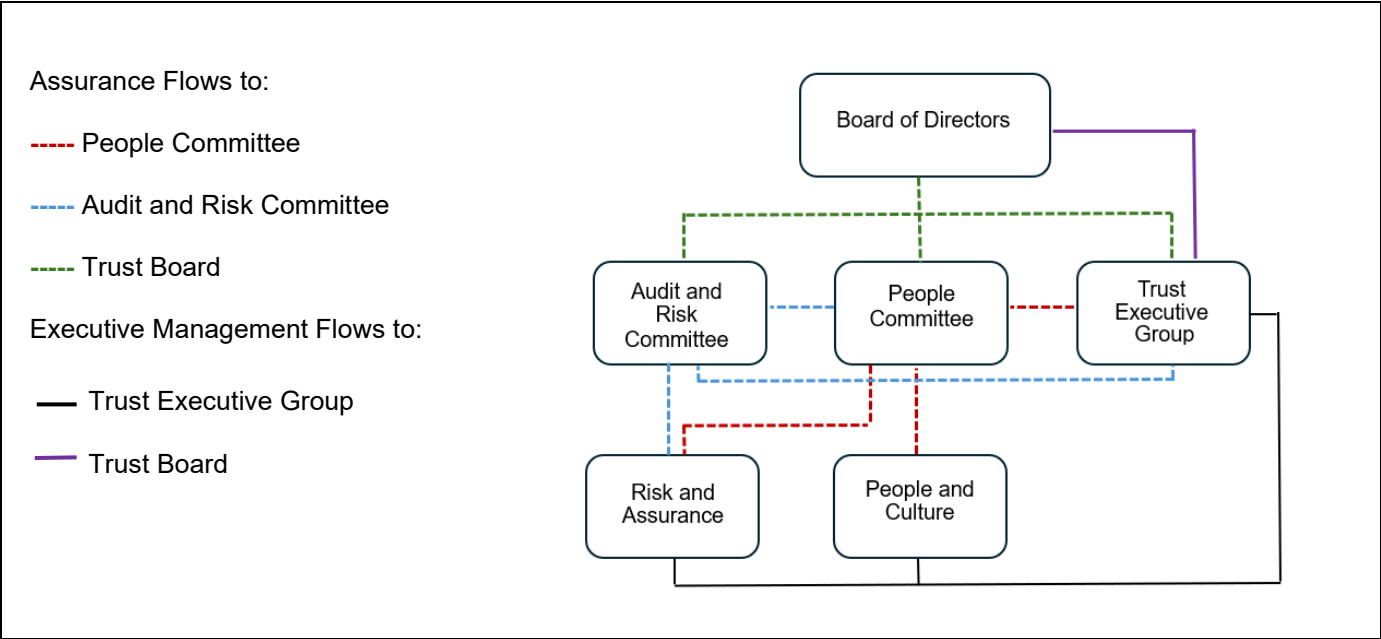 Assurance Flows to:
People Committee
Audit and Risk Committee
Trust Board
Executive Management Flows to:
Trust Executive Group
Trust Board
Board of Directors
Audit and
Risk
Committee
People
Committee
Trust
Executive
Group
Risk and
Assurance
People and
Culture